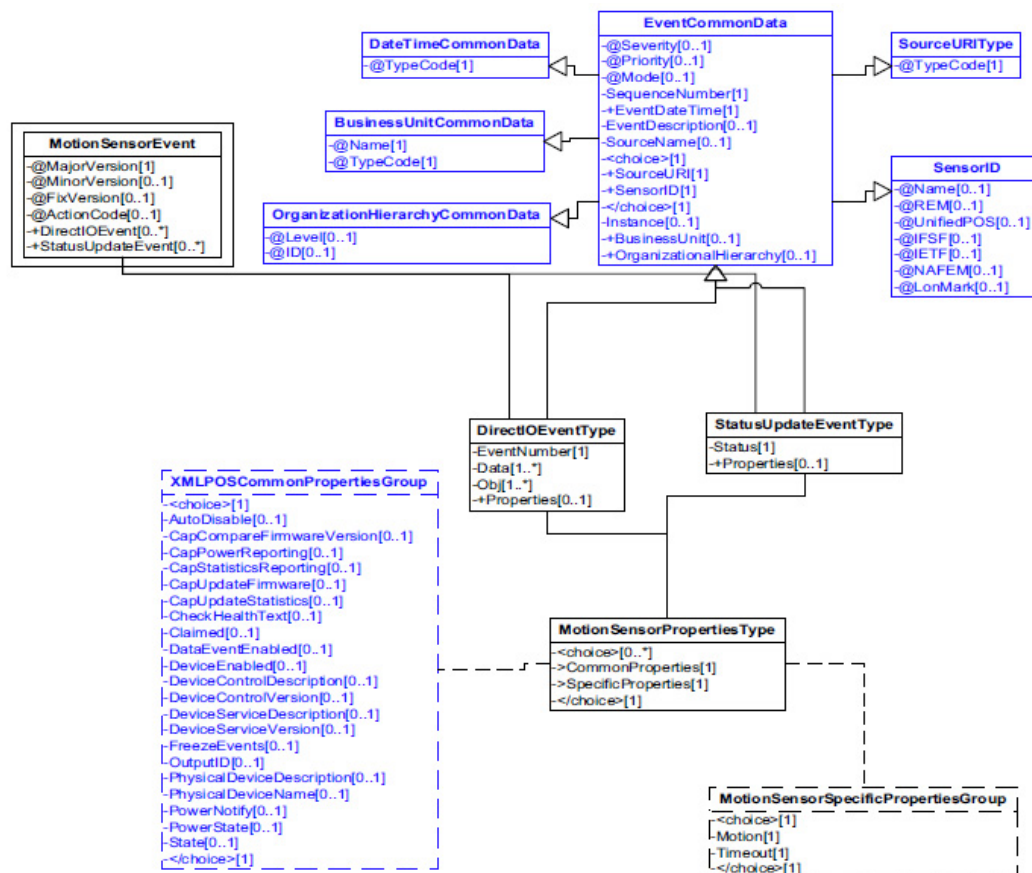 EventCommonData
-@Severity[0..1]
-@Priority[0..1]
-@Mode[0..1]
-SequenceNumber[1]
-+EventDateTime[1]
-EventDescription[0..1]
-SourceName[0..1]
-<choice>[1]
-+SourceURI[1]
-+SensorID[1]
-</choice>[1]
-Instance[0..1]
-+BusinessUnit[0..1]
-+OrganizationalHierarchy[0..1]
DateTimeCommonData
-@TypeCode[1]
SourceURIType
-@TypeCode[1]
BusinessUnitCommonData
-@Name[1]
-@TypeCode[1]
MotionSensorEvent
-@MajorVersion[1]
-@MinorVersion[0..1]
-@FixVersion[0..1]
-@ActionCode[0..1]
-+DirectIOEvent[0..*]
-+StatusUpdateEvent[0..*]
SensorID
-@Name[0..1]
-@REM[0..1]
-@UnifiedPOS[0..1]
-@IFSF[0..1]
-@IETF[0..1]
-@NAFEM[0..1]
-@LonMark[0..1]
OrganizationHierarchyCommonData
-@Level[0..1]
-@ID[0..1]
DirectIOEventType
-EventNumber[1]
-Data[1..*]
-Obj[1..*]
-+Properties[0..1]
StatusUpdateEventType
-Status[1]
-+Properties[0..1]
XMLPOSCommonPropertiesGroup
-<choice>[1]
-AutoDisable[0..1]
-CapCompareFirmwareVersion[0..1]
-CapPowerReporting[0..1]
-CapStatisticsReporting[0..1]
-CapUpdateFirmware[0..1]
-CapUpdateStatistics[0..1]
-CheckHealthText[0..1]
-Claimed[0..1]
-DataEventEnabled[0..1]
-DeviceEnabled[0..1]
-DeviceControlDescription[0..1]
-DeviceControlVersion[0..1]
-DeviceServiceDescription[0..1]
-DeviceServiceVersion[0..1]
-FreezeEvents[0..1]
-OutputID[0..1]
-PhysicalDeviceDescription[0..1]
-PhysicalDeviceName[0..1]
-PowerNotify[0..1]
-PowerState[0..1]
-State[0..1]
-</choice>[1]
MotionSensorPropertiesType
-<choice>[0..*]
->CommonProperties[1]
->SpecificProperties[1]
-</choice>[1]
MotionSensorSpecificPropertiesGroup
-<choice>[1]
-Motion[1]
-Timeout[1]
-</choice>[1]